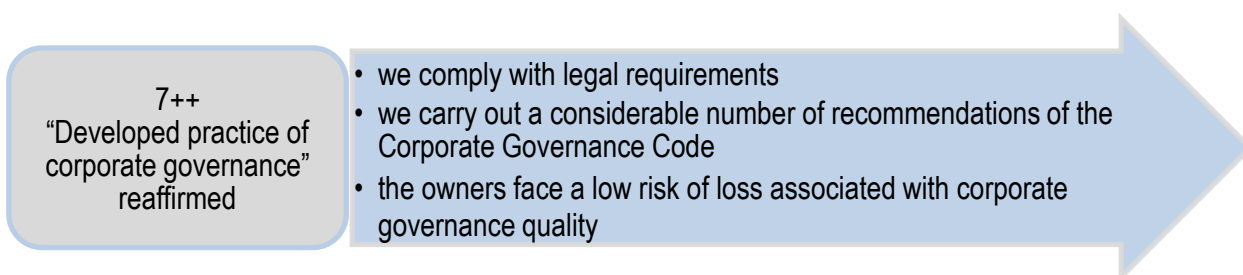 7++
“Developed practice of
corporate governance”
reaffirmed
• we comply with legal requirements
• we carry out a considerable number of recommendations of the
Corporate Governance Code
• the owners face a low risk of loss associated with corporate
governance quality